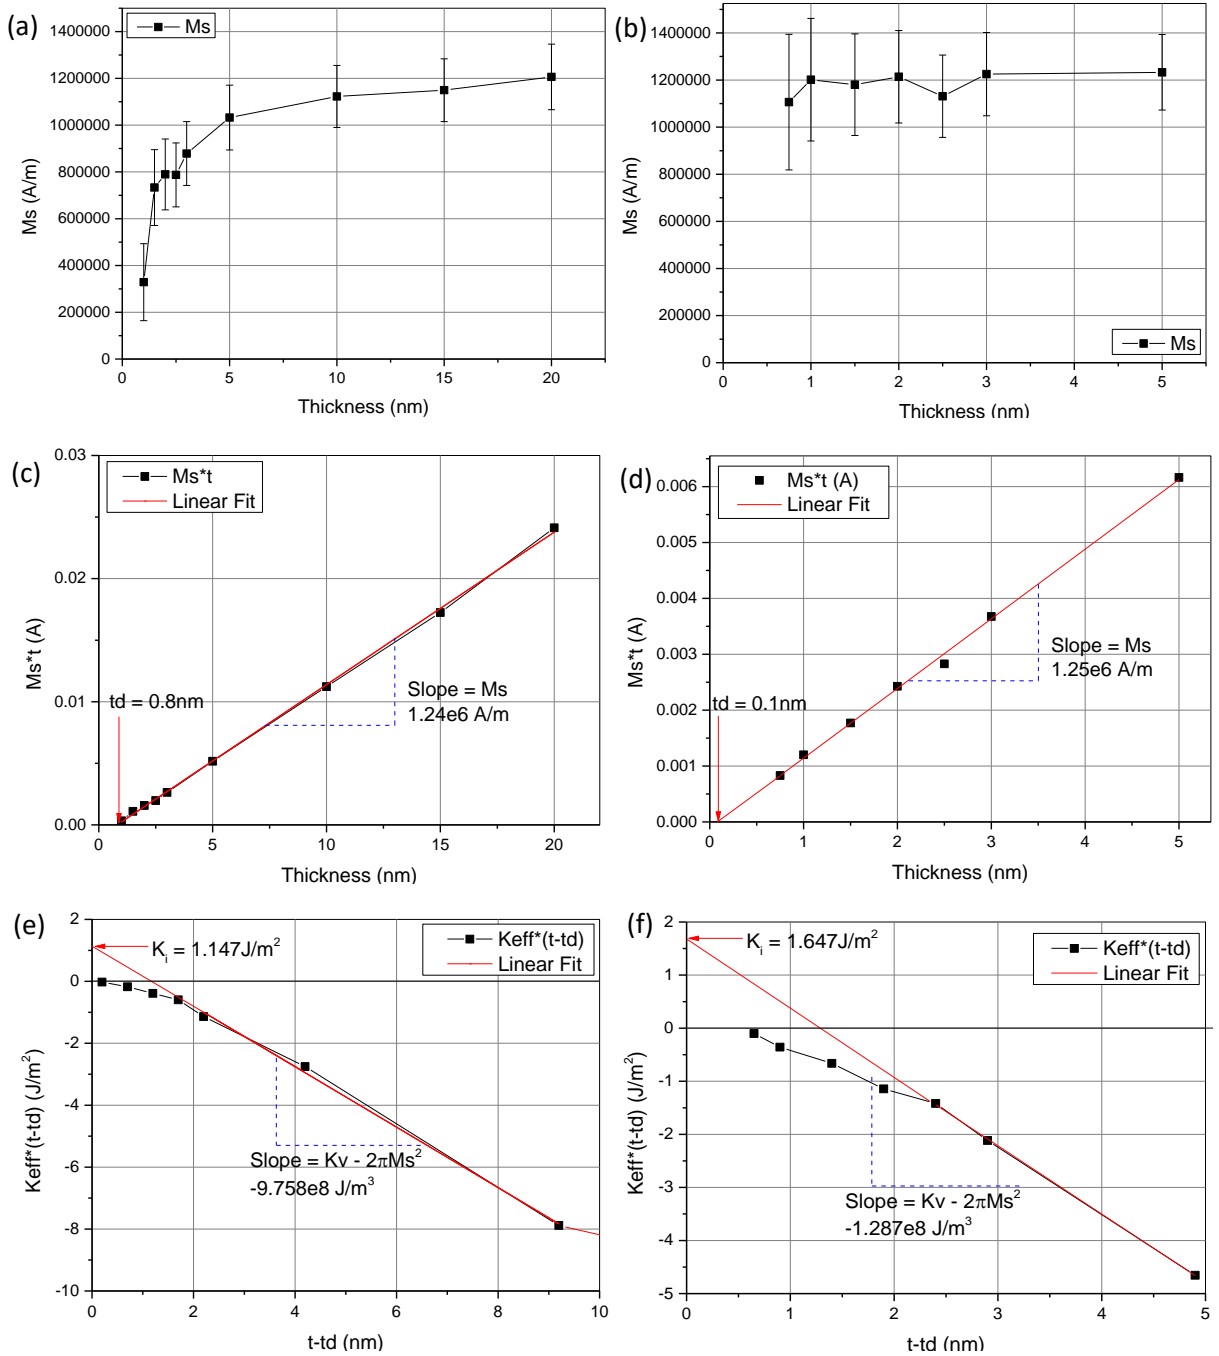 (a)
Ms
1400000
1200000
1000000
800000
600000
400000
200000
0
0 5 10 15 20
Ms (A/m)
Thickness (nm)
(b)
1400000
1200000
1000000
800000
600000
400000
200000
0
0 1 2 3 4 5
Ms
Ms (A/m)
Thickness (nm)
(c)
Ms*t
Linear Fit
0.03
0.02
0.01
0.00
0 5 10 15 20
td = 0.8nm
Slope = Ms
1.24e6 A/m
Ms*t (A)
Thickness (nm)
(d)
Ms*t (A)
Linear Fit
0.006
0.005
0.004
0.003
0.002
0.001
0.000
0 1 2 3 4 5
td = 0.1nm
Slope = Ms
1.25e6 A/m
Ms*t (A)
Thickness (nm)
(e)
Keff*(t-td)
Linear Fit
Ki = 1.147J/m²
2
0
-2
-4
-6
-8
-10
0 2 4 6 8 10
Slope = Kv - 2πMs²
-9.758e8 J/m³
Keff*(t-td) (J/m²)
t-td (nm)
(f)
Keff*(t-td)
Linear Fit
Ki = 1.647J/m²
2
1
0
-1
-2
-3
-4
-5
0 1 2 3 4 5
Slope = Kv - 2πMs²
-1.287e8 J/m³
Keff*(t-td) (J/m²)
t-td (nm)